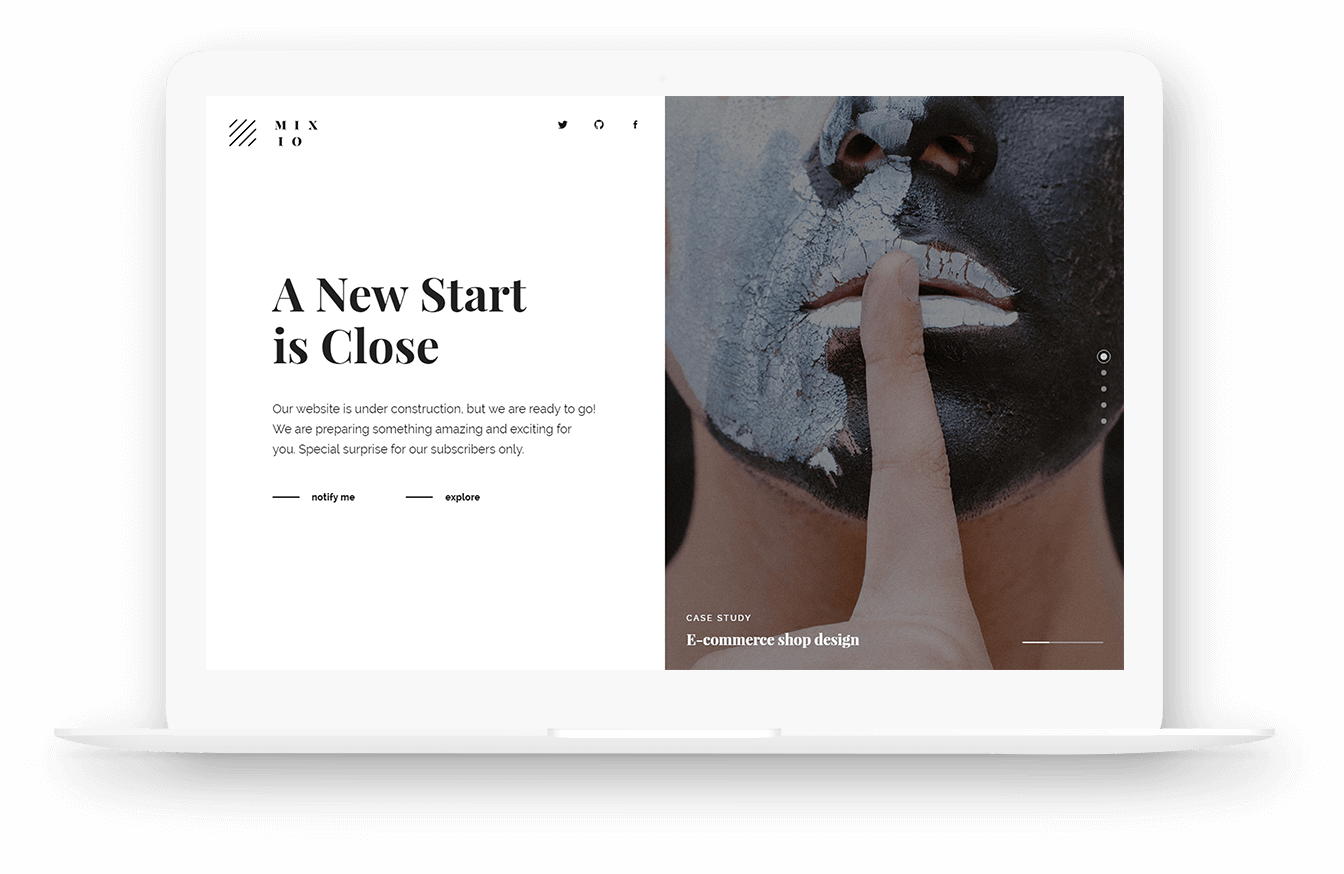 MIX
IO
A New Start
is Close
Our website is under construction, but we are ready to go!
We are preparing something amazing and exciting for
you. Special surprise for our subscribers only.
notify me
explore
CASE STUDY
E-commerce shop design